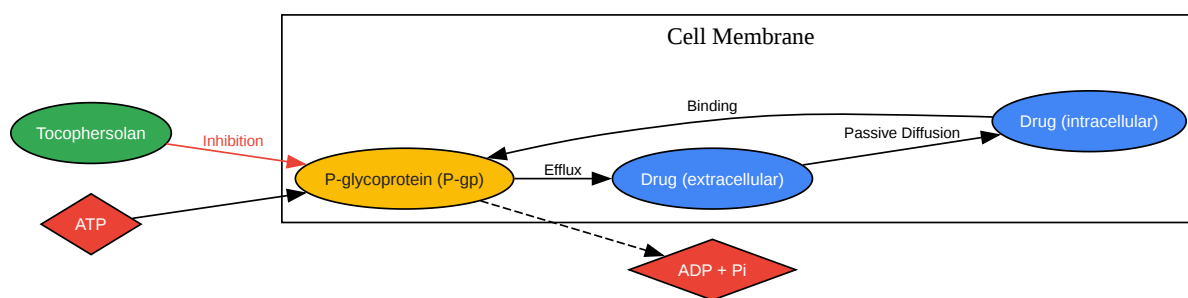 Cell Membrane
Tocophersolan
Inhibition
ATP
P-glycoprotein (P-gp)
Efflux
Binding
Drug (extracellular)
Passive Diffusion
Drug (intracellular)
ADP + Pi